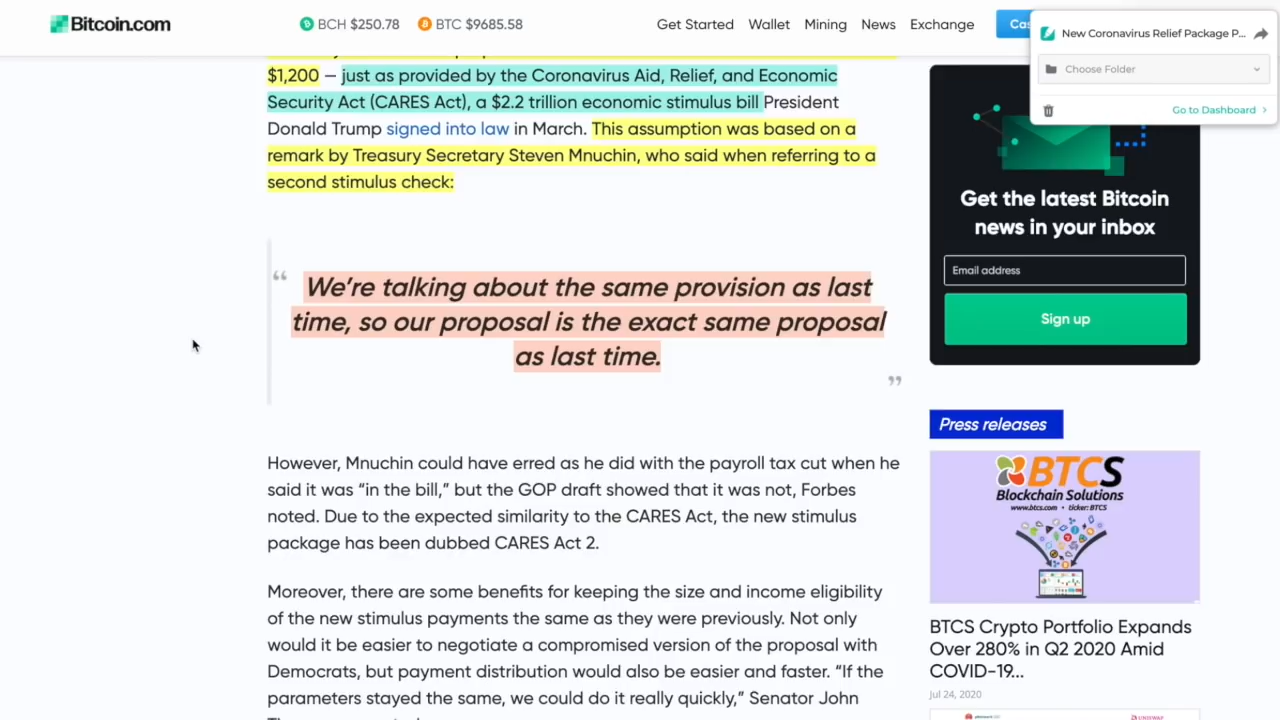 Bitcoin.com
BCH $250.78
BTC $9685.58
Get Started
Wallet
Mining
News
Exchange
New Coronavirus Relief Package P...
Choose Folder
Go to Dashboard
$1,200 — just as provided by the Coronavirus Aid, Relief, and Economic
Security Act (CARES Act), a $2.2 trillion economic stimulus bill President
Donald Trump signed into law in March. This assumption was based on a
remark by Treasury Secretary Steven Mnuchin, who said when referring to a
second stimulus check:
“
We’re talking about the same provision as last
time, so our proposal is the exact same proposal
as last time.
”
However, Mnuchin could have erred as he did with the payroll tax cut when he
said it was “in the bill,” but the GOP draft showed that it was not, Forbes
noted. Due to the expected similarity to the CARES Act, the new stimulus
package has been dubbed CARES Act 2.
Moreover, there are some benefits for keeping the size and income eligibility
of the new stimulus payments the same as they were previously. Not only
would it be easier to negotiate a compromised version of the proposal with
Democrats, but payment distribution would also be easier and faster. “If the
parameters stayed the same, we could do it really quickly,” Senator John
Get the latest Bitcoin
news in your inbox
Email address
Sign up
Press releases
BTCS
Blockchain Solutions
www.btcs.com • ticker: BTCS
BTCS Crypto Portfolio Expands
Over 280% in Q2 2020 Amid
COVID-19...
Jul 24, 2020